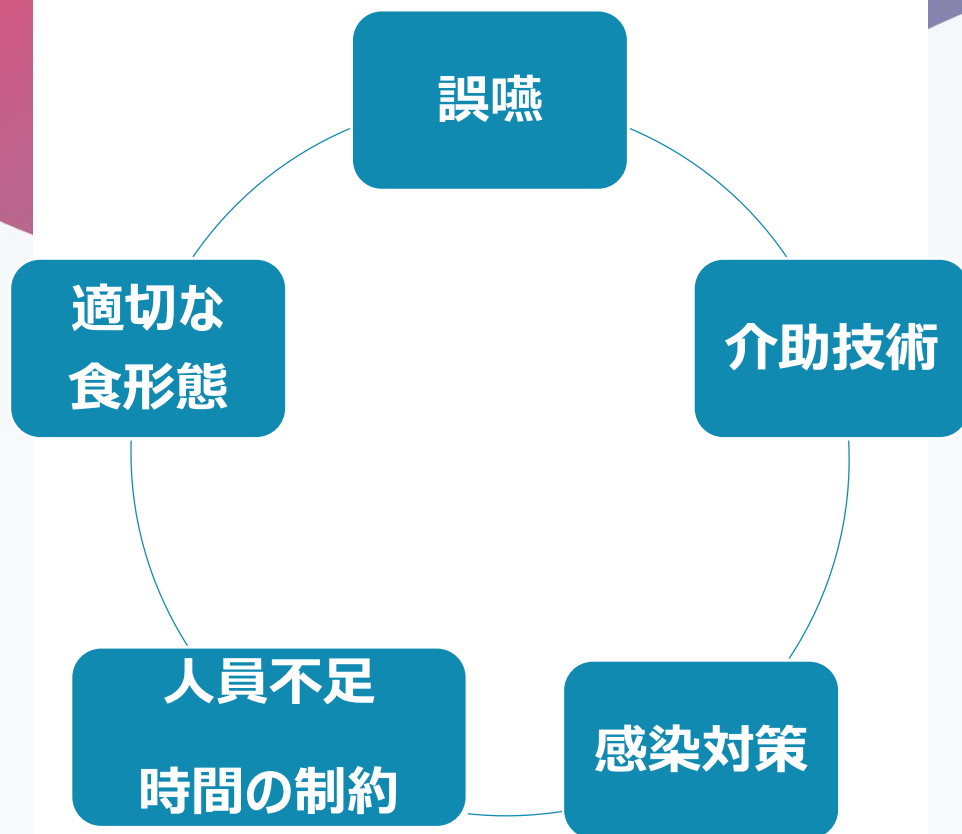 誤嚥
適切な
食形態
介助技術
人員不足
時間の制約
感染対策